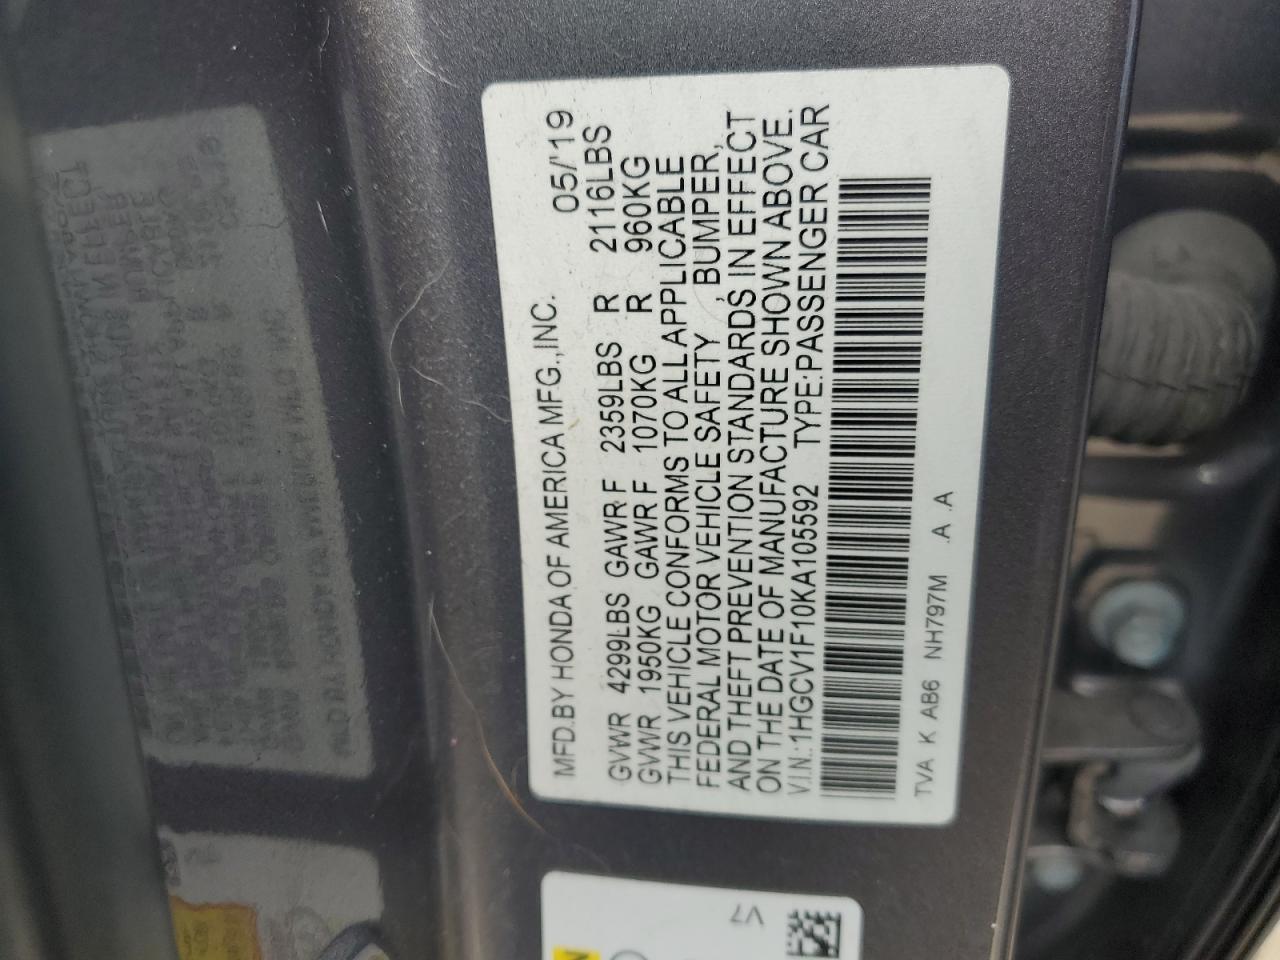 MFD.BY HONDA OF AMERICA MFG.,INC. 05/'19
GVWR 4299LBS GAWR F 2359LBS R 2116LBS
GVWR 1950KG GAWR F 1070KG R 960KG
THIS VEHICLE CONFORMS TO ALL APPLICABLE
FEDERAL MOTOR VEHICLE SAFETY, BUMPER,
AND THEFT PREVENTION STANDARDS IN EFFECT
ON THE DATE OF MANUFACTURE SHOWN ABOVE.
V.I.N.:1HGCV1F10KA105592 TYPE:PASSENGER CAR
TVA K AB6 NH797M .A .A
V7